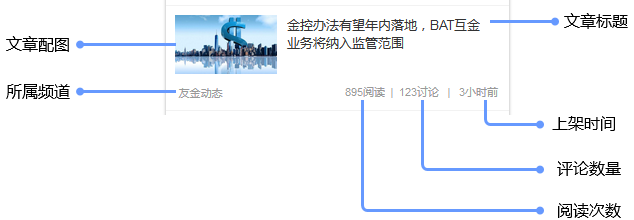 文章标题
金控办法有望年内落地，BAT互金
业务将纳入监管范围
文章配图
所属频道
友金动态
895阅读 | 123讨论 | 3小时前
上架时间
评论数量
阅读次数